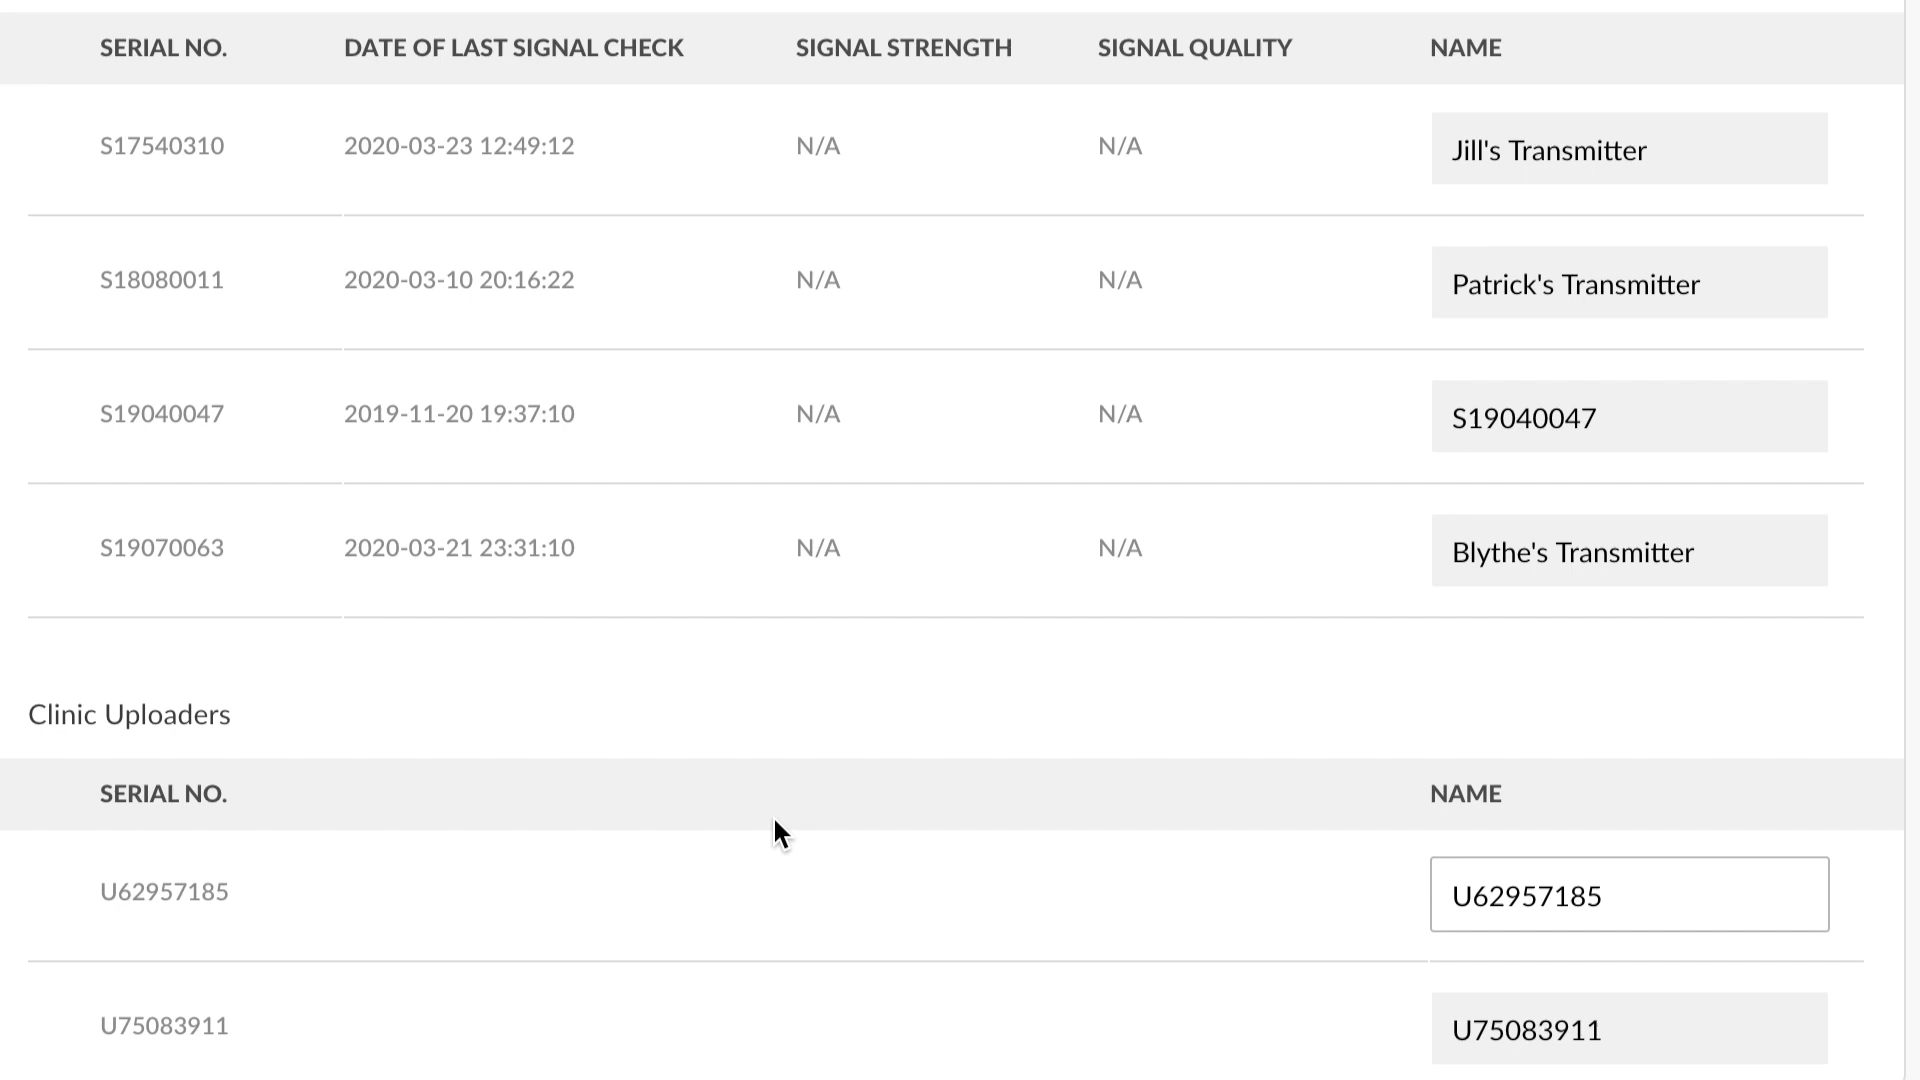 SERIAL NO. DATE OF LAST SIGNAL CHECK SIGNAL STRENGTH SIGNAL QUALITY NAME
S17540310 2020-03-23 12:49:12 N/A N/A Jill's Transmitter
S18080011 2020-03-10 20:16:22 N/A N/A Patrick's Transmitter
S19040047 2019-11-20 19:37:10 N/A N/A S19040047
S19070063 2020-03-21 23:31:10 N/A N/A Blythe's Transmitter
Clinic Uploaders
SERIAL NO. NAME
U62957185 U62957185
U75083911 U75083911